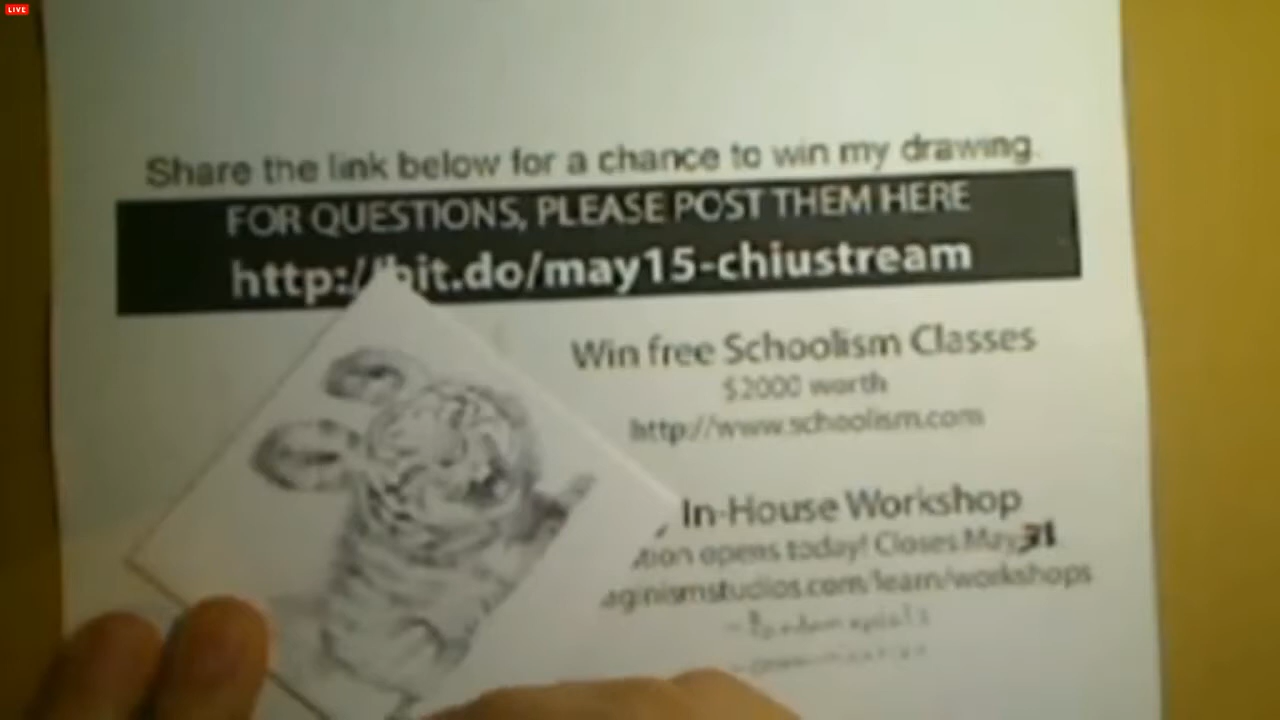 LIVE
Share the link below for a chance to win my drawing.
FOR QUESTIONS, PLEASE POST THEM HERE
http://bit.do/may15-chiustream
Win free Schoolism Classes
$2000 worth
http://www.schoolism.com
In-House Workshop
opens today! Closes May 31
aginismstudios.com/learn/workshops